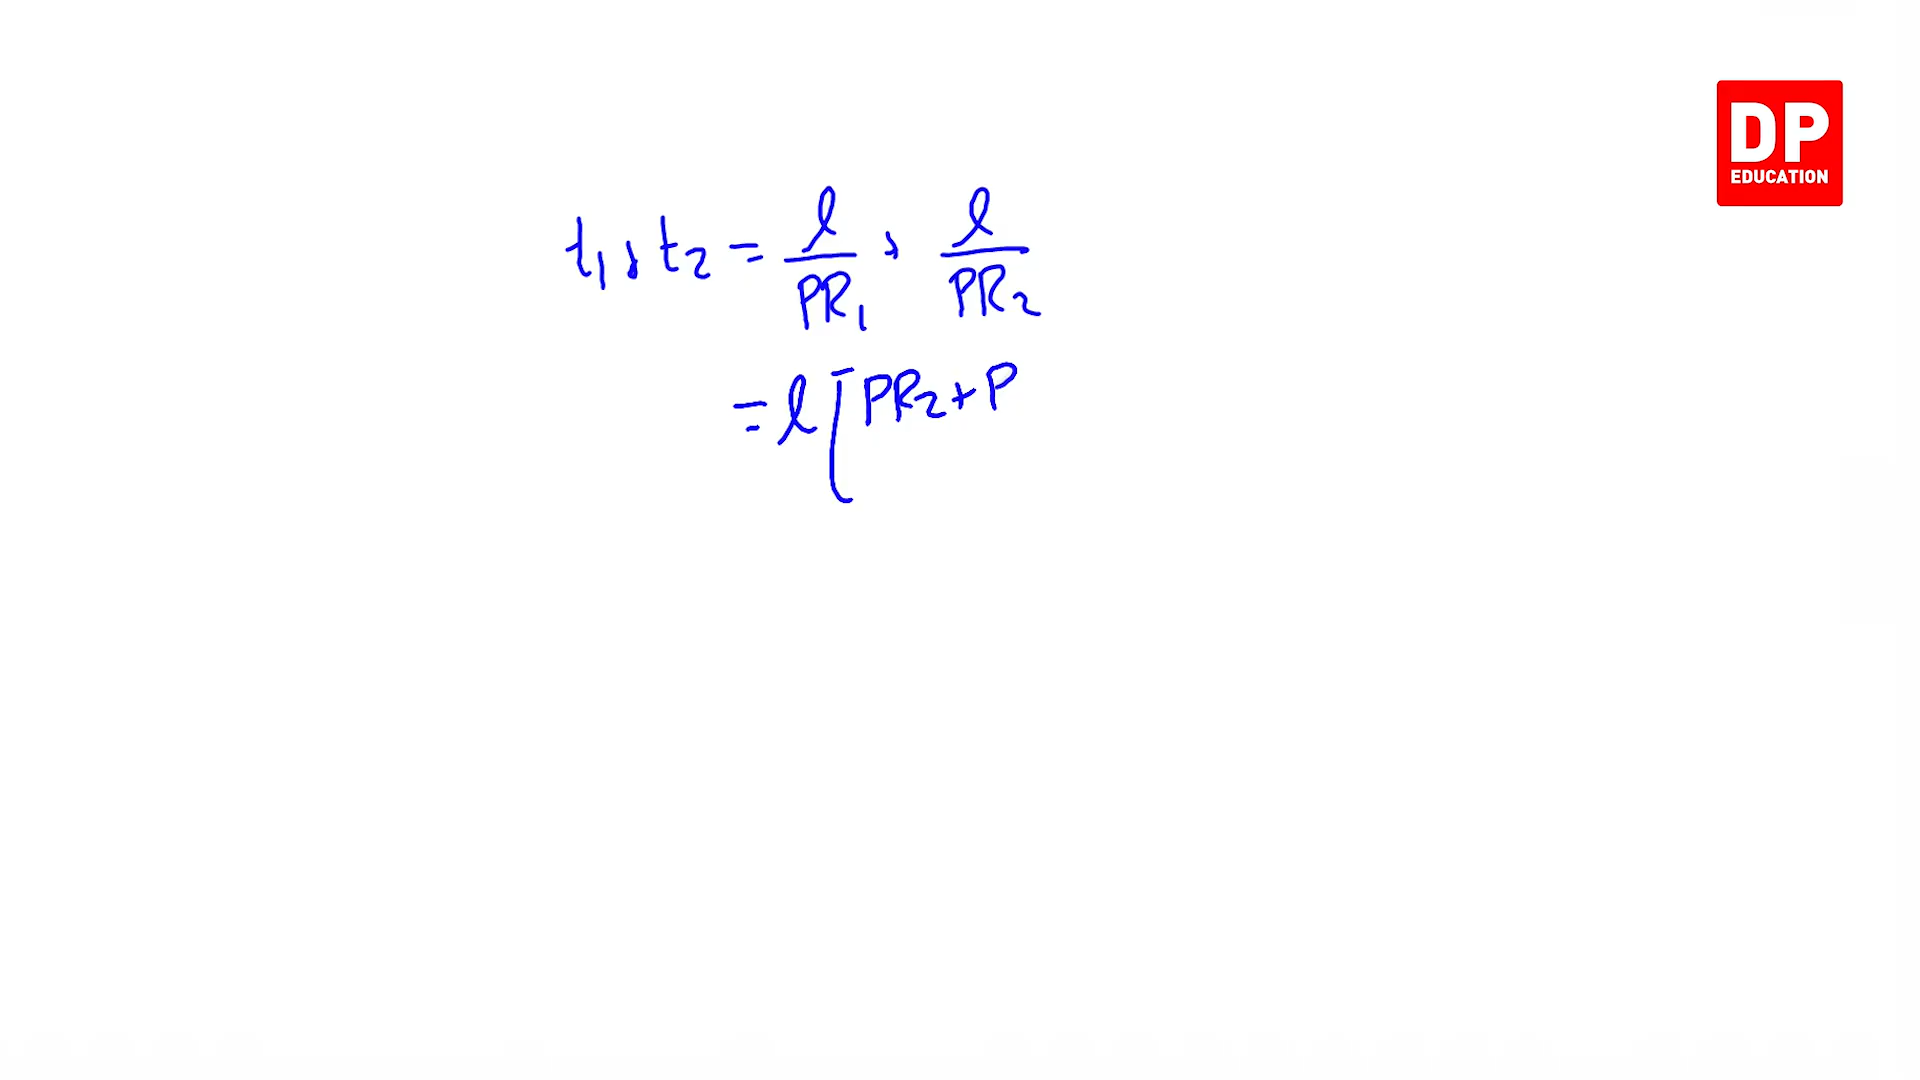 t₁ + t₂ = l/PR₁ + l/PR₂
= l [ PR₂ + P
DP
EDUCATION